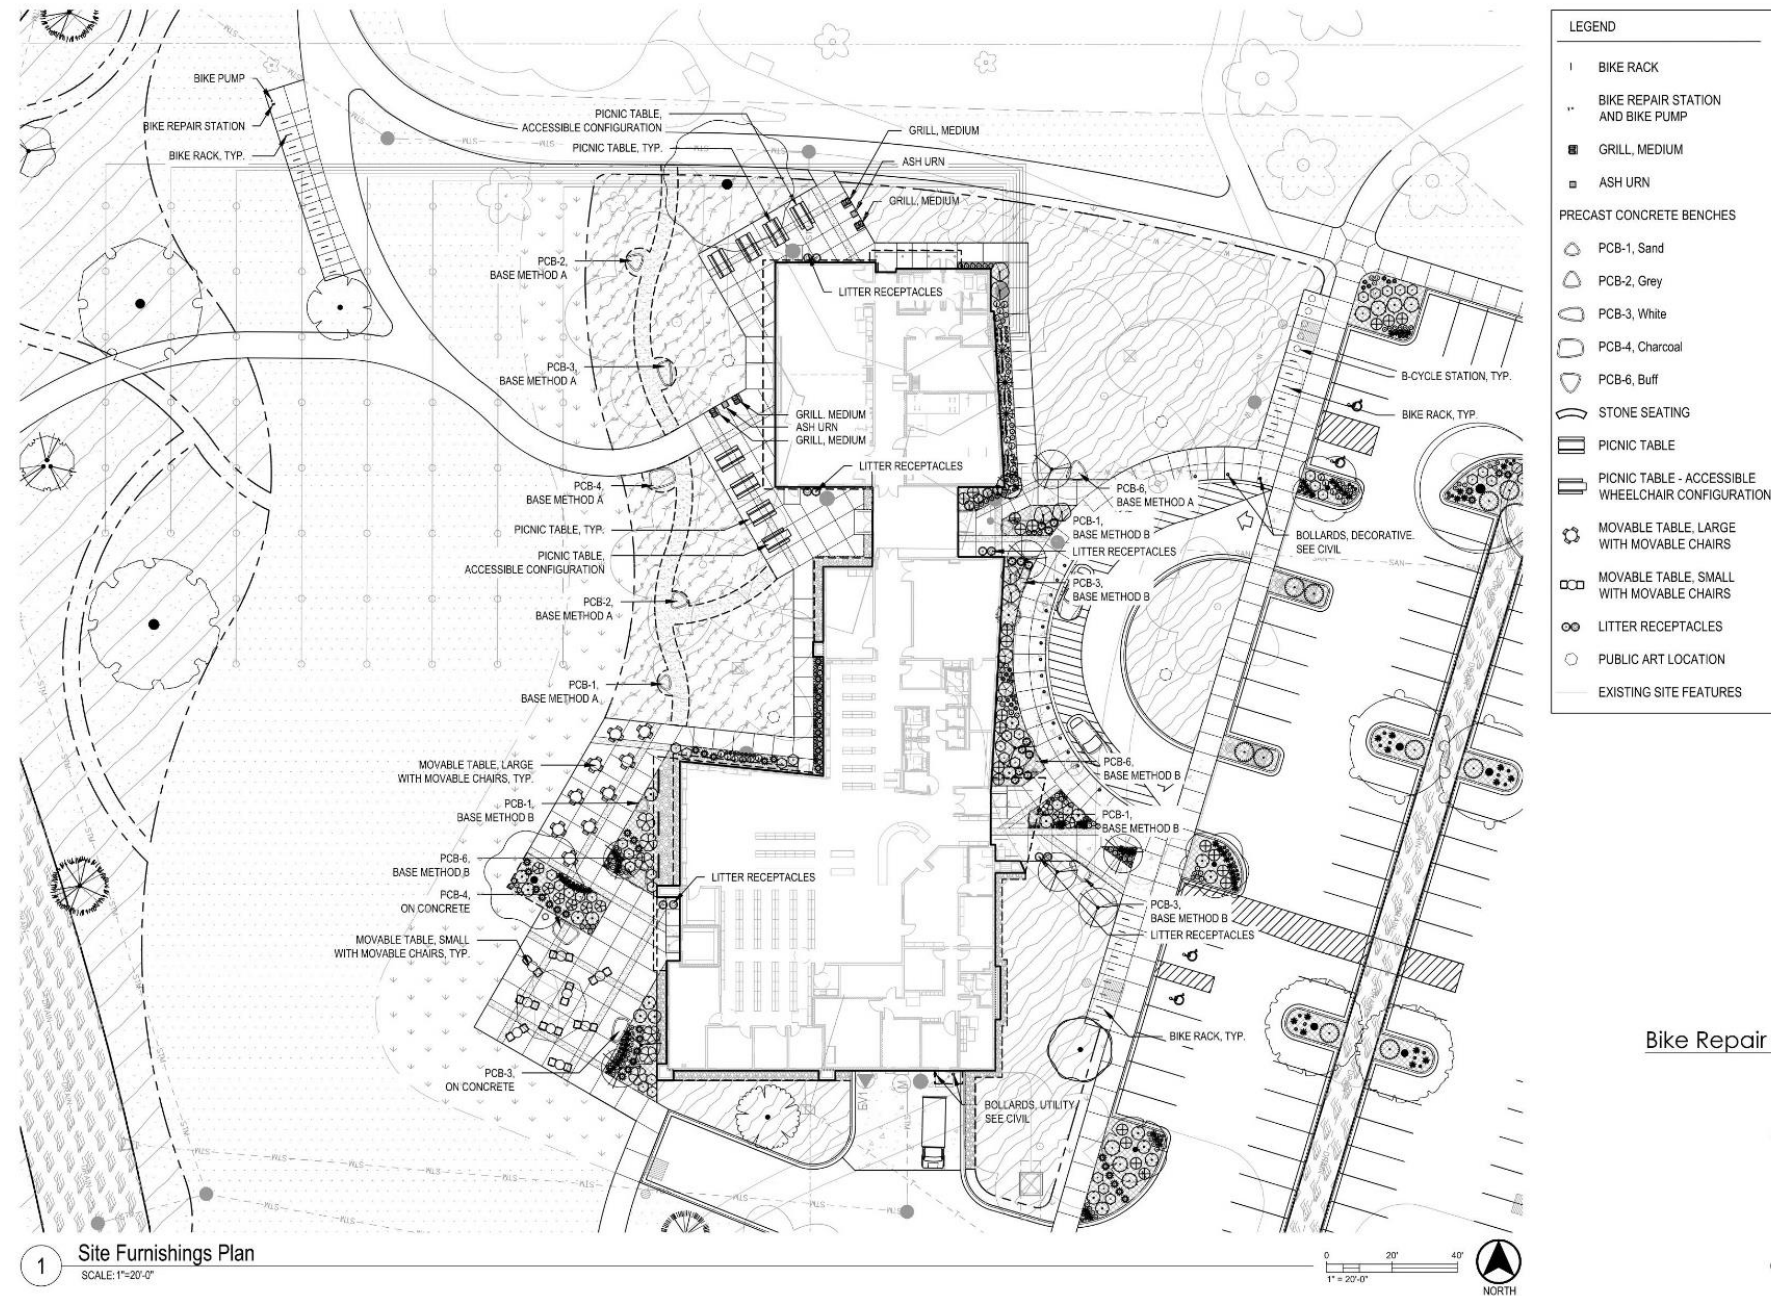 BIKE PUMP
BIKE REPAIR STATION
BIKE RACK, TYP.
PICNIC TABLE,
ACCESSIBLE CONFIGURATION
PICNIC TABLE, TYP.
GRILL, MEDIUM
ASH URN
GRILL, MEDIUM
PCB-2,
BASE METHOD A
LITTER RECEPTACLES
PCB-3,
BASE METHOD A
B-CYCLE STATION, TYP.
BIKE RACK, TYP.
GRILL. MEDIUM
ASH URN
GRILL, MEDIUM
LITTER RECEPTACLES
PCB-4,
BASE METHOD A
PCB-6,
BASE METHOD A
PICNIC TABLE, TYP.
PCB-1,
BASE METHOD B
LITTER RECEPTACLES
BOLLARDS, DECORATIVE.
SEE CIVIL
PICNIC TABLE,
ACCESSIBLE CONFIGURATION
PCB-3,
BASE METHOD B
PCB-2,
BASE METHOD A
PCB-1,
BASE METHOD A
MOVABLE TABLE, LARGE
WITH MOVABLE CHAIRS, TYP.
PCB-6,
BASE METHOD B
PCB-1,
BASE METHOD B
PCB-1,
BASE METHOD B
PCB-6,
BASE METHOD B
LITTER RECEPTACLES
PCB-4,
ON CONCRETE
PCB-3,
BASE METHOD B
LITTER RECEPTACLES
MOVABLE TABLE, SMALL
WITH MOVABLE CHAIRS, TYP.
BIKE RACK, TYP.
PCB-3,
ON CONCRETE
BOLLARDS, UTILITY
SEE CIVIL
EV1
M
LEGEND
BIKE RACK
BIKE REPAIR STATION
AND BIKE PUMP
GRILL, MEDIUM
ASH URN
PRECAST CONCRETE BENCHES
PCB-1, Sand
PCB-2, Grey
PCB-3, White
PCB-4, Charcoal
PCB-6, Buff
STONE SEATING
PICNIC TABLE
PICNIC TABLE - ACCESSIBLE
WHEELCHAIR CONFIGURATION
MOVABLE TABLE, LARGE
WITH MOVABLE CHAIRS
MOVABLE TABLE, SMALL
WITH MOVABLE CHAIRS
LITTER RECEPTACLES
PUBLIC ART LOCATION
EXISTING SITE FEATURES
Bike Repair
1
Site Furnishings Plan
SCALE: 1"=20'-0"
0 20' 40'
1" = 20'-0"
NORTH